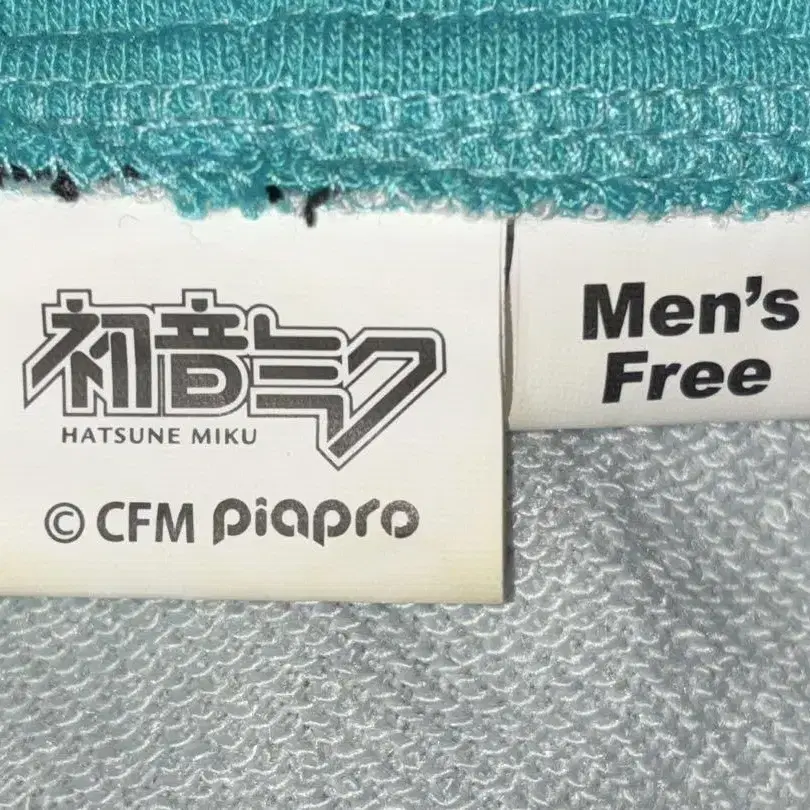 初音ミク
HATSUNE MIKU
© CFM piapro
Men's
Free